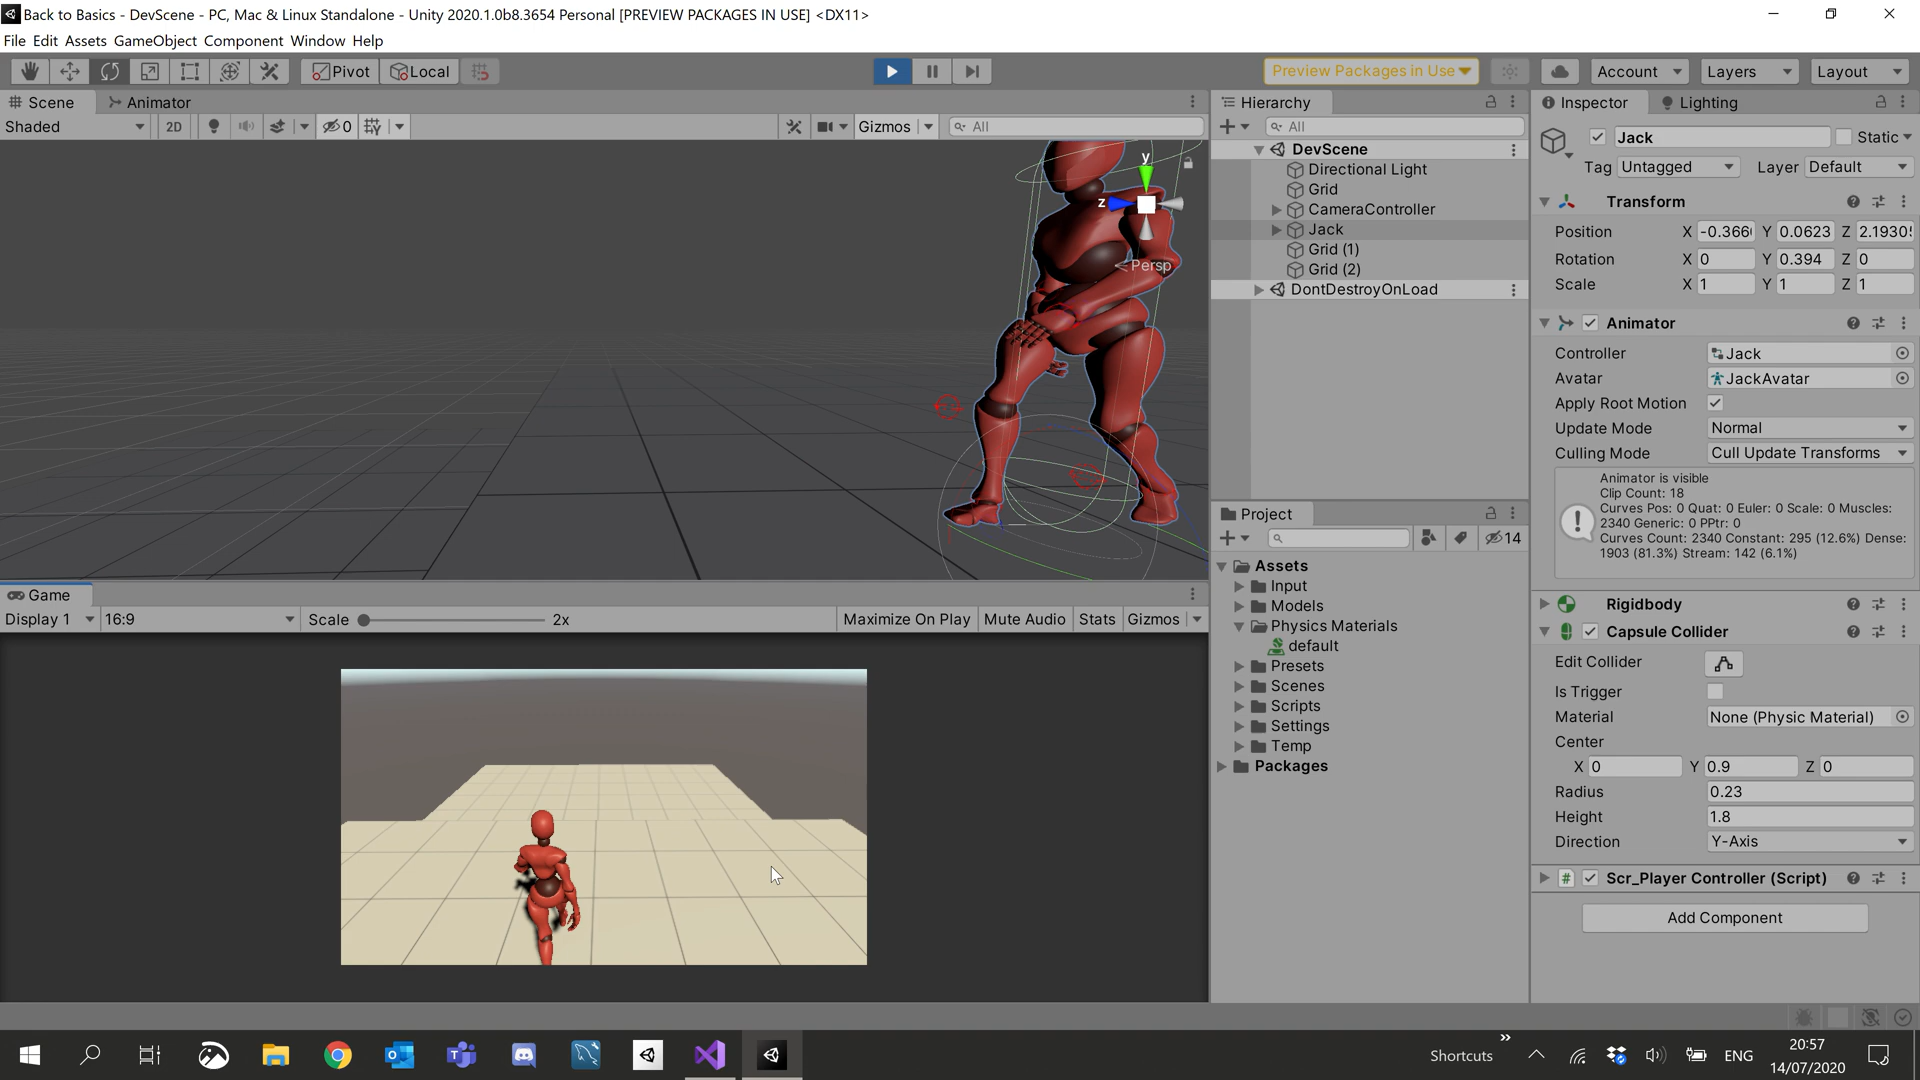 Back to Basics - DevScene - PC, Mac & Linux Standalone - Unity 2020.1.0b8.3654 Personal [PREVIEW PACKAGES IN USE] <DX11>
File Edit Assets GameObject Component Window Help
Pivot Local
Preview Packages in Use Account Layers Layout
Scene Animator
Shaded 2D 0 Gizmos All
y
z
Persp
Game
Display 1 16:9 Scale 2x Maximize On Play Mute Audio Stats Gizmos
Hierarchy
All
DevScene
Directional Light
Grid
CameraController
Jack
Grid (1)
Grid (2)
DontDestroyOnLoad
Project
14
Assets
Input
Models
Physics Materials
default
Presets
Scenes
Scripts
Settings
Temp
Packages
Inspector Lighting
Jack Static
Tag Untagged Layer Default
Transform
Position X -0.366 Y 0.0623 Z 2.1930
Rotation X 0 Y 0.394 Z 0
Scale X 1 Y 1 Z 1
Animator
Controller Jack
Avatar JackAvatar
Apply Root Motion
Update Mode Normal
Culling Mode Cull Update Transforms
Animator is visible
Clip Count: 18
Curves Pos: 0 Quat: 0 Euler: 0 Scale: 0 Muscles:
2340 Generic: 0 PPtr: 0
Curves Count: 2340 Constant: 295 (12.6%) Dense:
1903 (81.3%) Stream: 142 (6.1%)
Rigidbody
Capsule Collider
Edit Collider
Is Trigger
Material None (Physic Material)
Center
X 0 Y 0.9 Z 0
Radius 0.23
Height 1.8
Direction Y-Axis
# Scr_Player Controller (Script)
Add Component
Shortcuts » ENG 20:57
14/07/2020